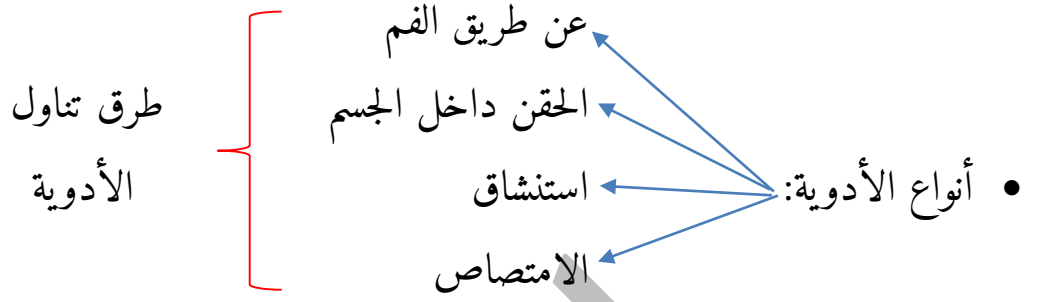 • أنواع الأدوية:
عن طريق الفم
الحقن داخل الجسم
استنشاق
الامتصاص
طرق تناول
الأدوية